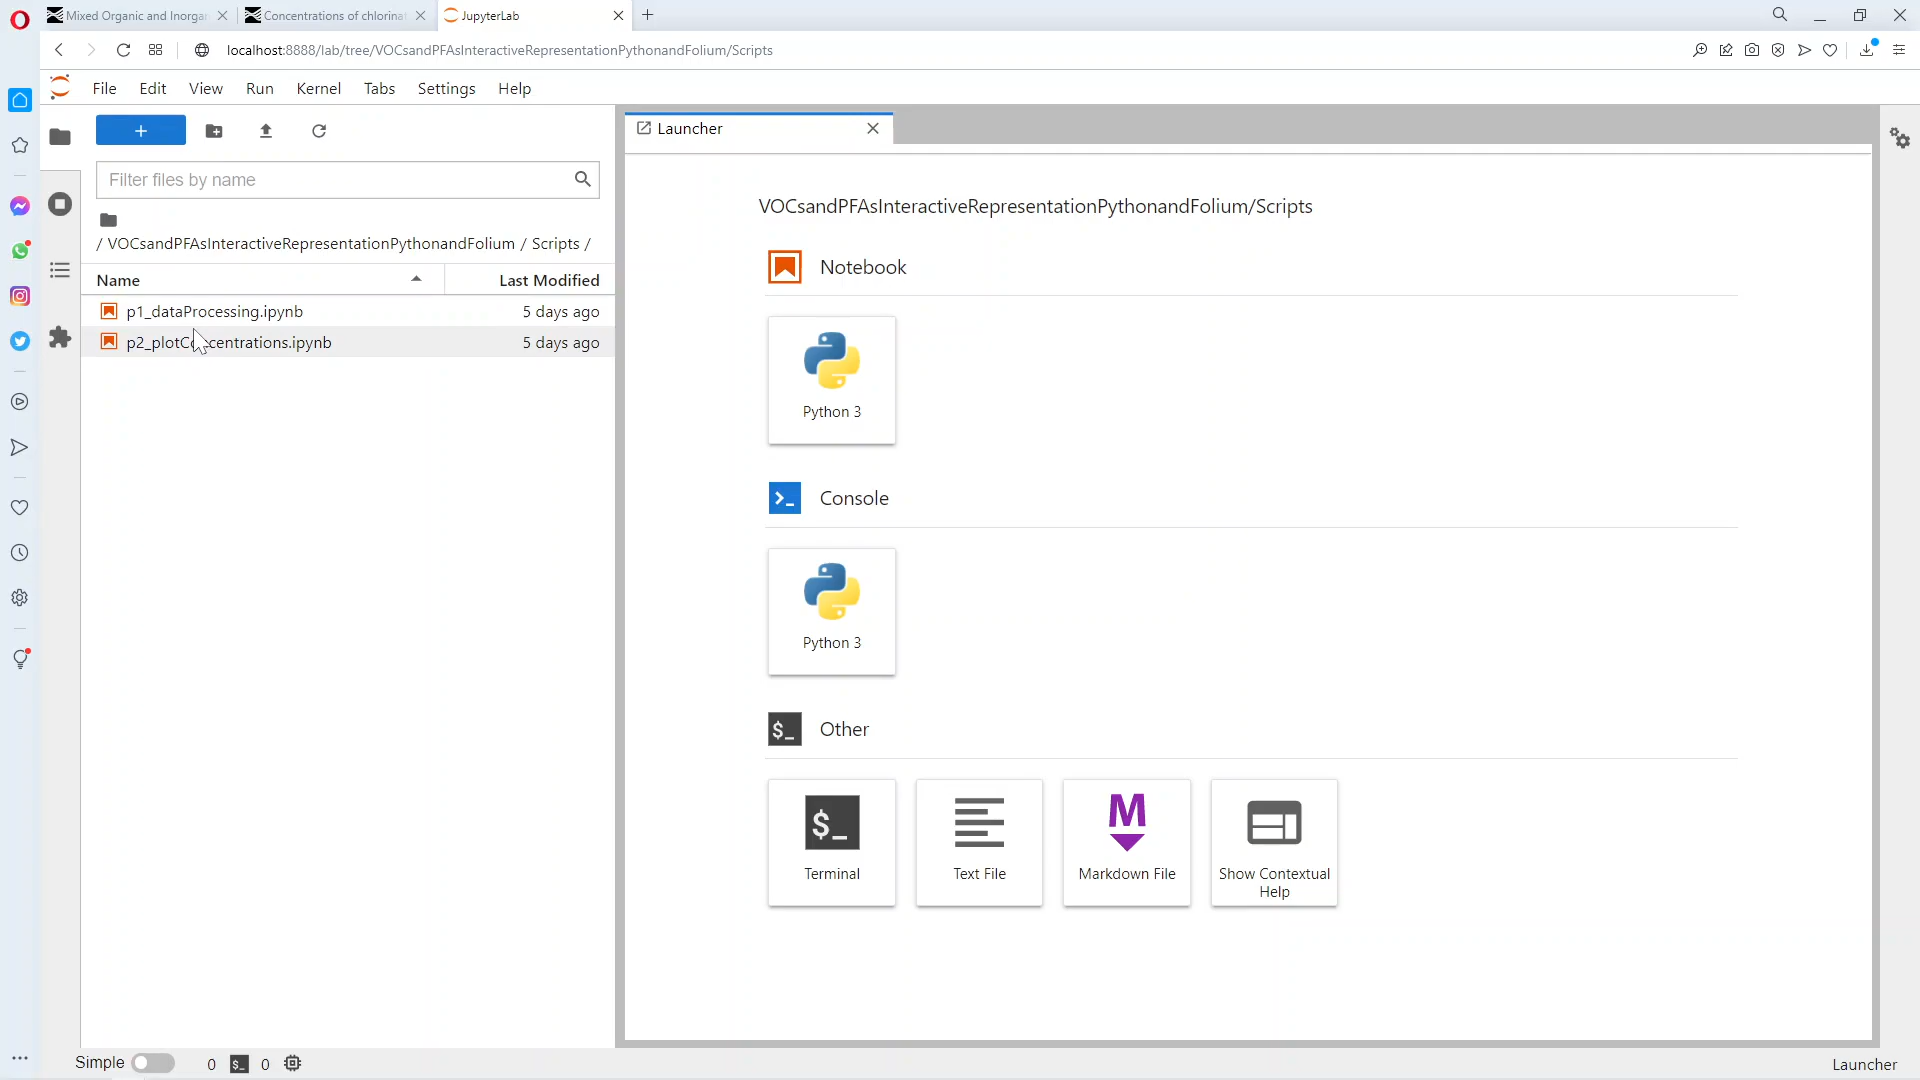 Mixed Organic and Inorgan
Concentrations of chlorinat
JupyterLab
localhost:8888/lab/tree/VOCsandPFAsInteractiveRepresentationPythonandFolium/Scripts
File Edit View Run Kernel Tabs Settings Help
Launcher
Filter files by name
/ VOCsandPFAsInteractiveRepresentationPythonandFolium / Scripts /
Name Last Modified
p1_dataProcessing.ipynb 5 days ago
p2_plotConcentrations.ipynb 5 days ago
VOCsandPFAsInteractiveRepresentationPythonandFolium/Scripts
Notebook
Python 3
Console
Python 3
$_ Other
$_ M
Terminal Text File Markdown File Show Contextual
Help
Simple 0 $_ 0 Launcher